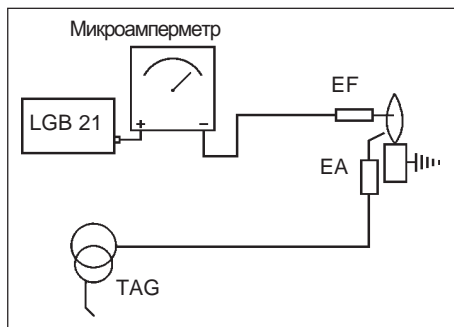 Микроамперметр
EF
LGB 21
+ −
EA
TAG